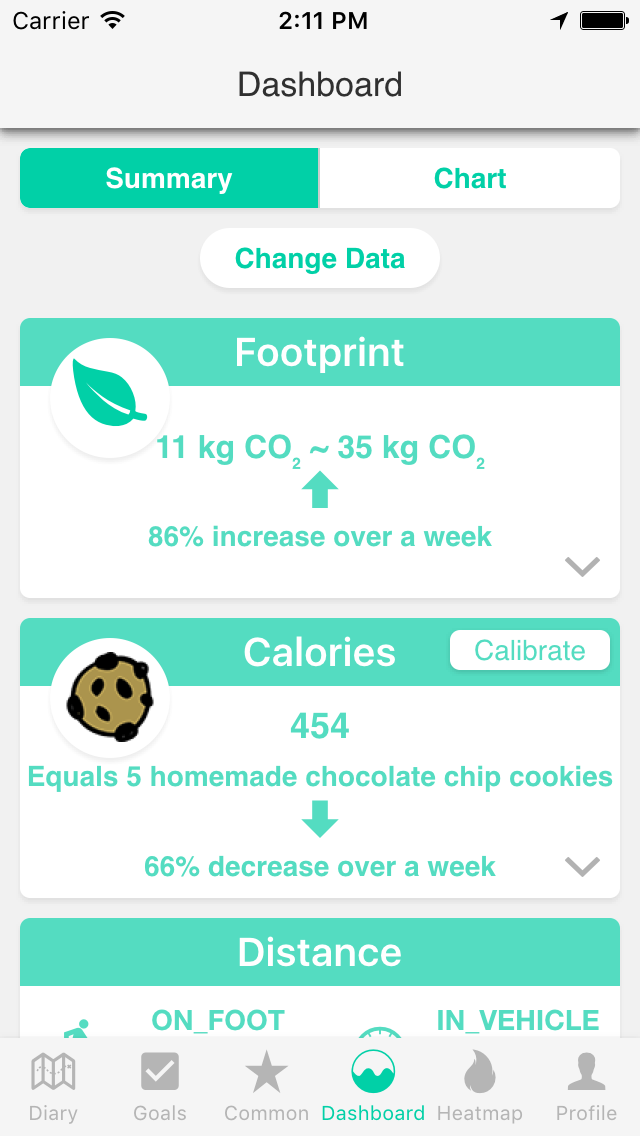 Carrier 2:11 PM
Dashboard
Summary Chart
Change Data
Footprint
11 kg CO₂ ~ 35 kg CO₂
86% increase over a week
Calories Calibrate
454
Equals 5 homemade chocolate chip cookies
66% decrease over a week
Distance
ON_FOOT IN_VEHICLE
Diary Goals Common Dashboard Heatmap Profile